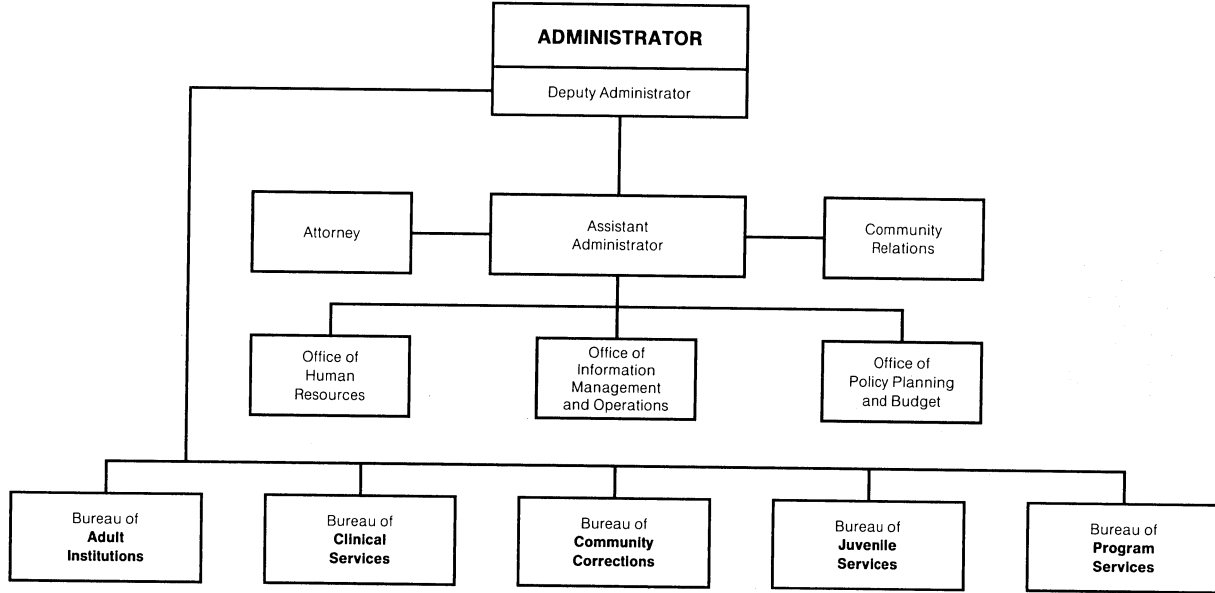 ADMINISTRATOR
Deputy Administrator
Attorney
Assistant
Administrator
Community
Relations
Office of
Human
Resources
Office of
Information
Management
and Operations
Office of
Policy Planning
and Budget
Bureau of
Adult
Institutions
Bureau of
Clinical
Services
Bureau of
Community
Corrections
Bureau of
Juvenile
Services
Bureau of
Program
Services